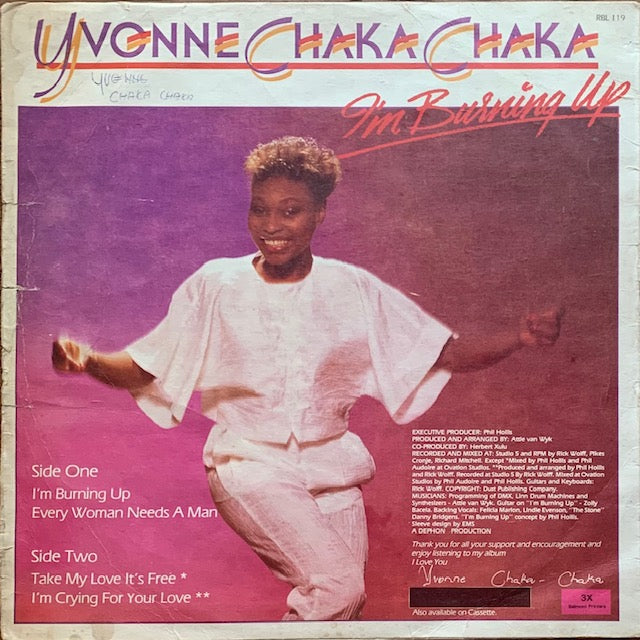 RBL 119
YVONNE CHAKA CHAKA
YVONNE
CHAKA CHAKA
I'm Burning Up
Side One
I'm Burning Up
Every Woman Needs A Man
Side Two
Take My Love It's Free *
I'm Crying For Your Love **
EXECUTIVE PRODUCER: Phil Hollis
PRODUCED AND ARRANGED BY: Attie van Wyk
CO-PRODUCED BY: Herbert Xulu
RECORDED AND MIXED AT: Studio S and RPM by Rick Wolff, Pikes
Cronje, Richard Mitchell. Except *Mixed by Phil Hollis and Phil
Audoire at Ovation Studios. **Produced and arranged by Phil Hollis
and Rick Wolff. Recorded at Studio S By Rick Wolff. Mixed at Ovation
Studios by Phil Audoire and Phil Hollis. Guitars and Keyboards:
Rick Wolff. COPYRIGHT: Dust Publishing Company.
MUSICIANS: Programming of DMX. Linn Drum Machines and
Synthesizers - Attie van Wyk. Guitar on "I'm Burning Up" - Zolly
Bacela. Backing Vocals: Felicia Marion, Lindie Evenson, "The Stone"
Danny Bridgens. "I'm Burning Up" concept by Phil Hollis.
Sleeve design by EMS
A DEPHON PRODUCTION
Thank you for all your support and encouragement and
enjoy listening to my album
I Love You
Yvonne Chaka-Chaka
3X
Also available on Cassette.